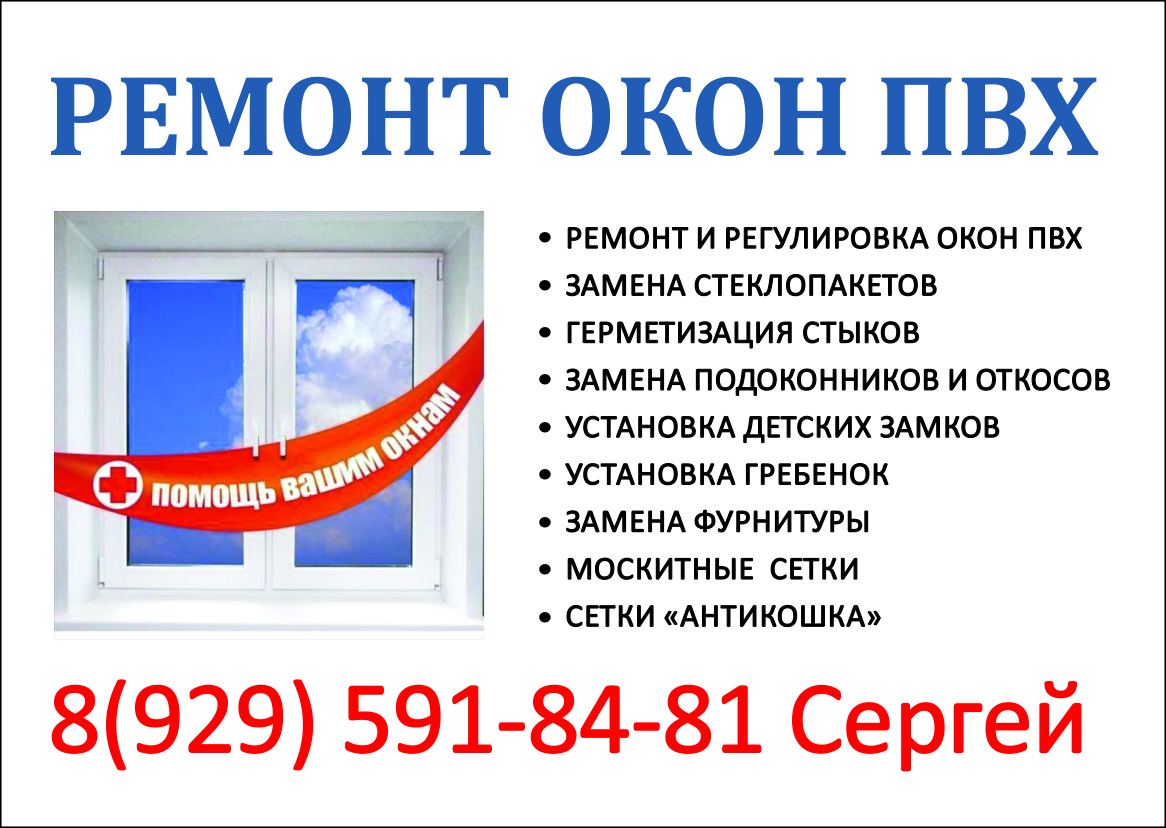 РЕМОНТ ОКОН ПВХ
помощь вашим окнам
• РЕМОНТ И РЕГУЛИРОВКА ОКОН ПВХ
• ЗАМЕНА СТЕКЛОПАКЕТОВ
• ГЕРМЕТИЗАЦИЯ СТЫКОВ
• ЗАМЕНА ПОДОКОННИКОВ И ОТКОСОВ
• УСТАНОВКА ДЕТСКИХ ЗАМКОВ
• УСТАНОВКА ГРЕБЕНОК
• ЗАМЕНА ФУРНИТУРЫ
• МОСКИТНЫЕ  СЕТКИ
• СЕТКИ «АНТИКОШКА»
8(929) 591-84-81 Сергей